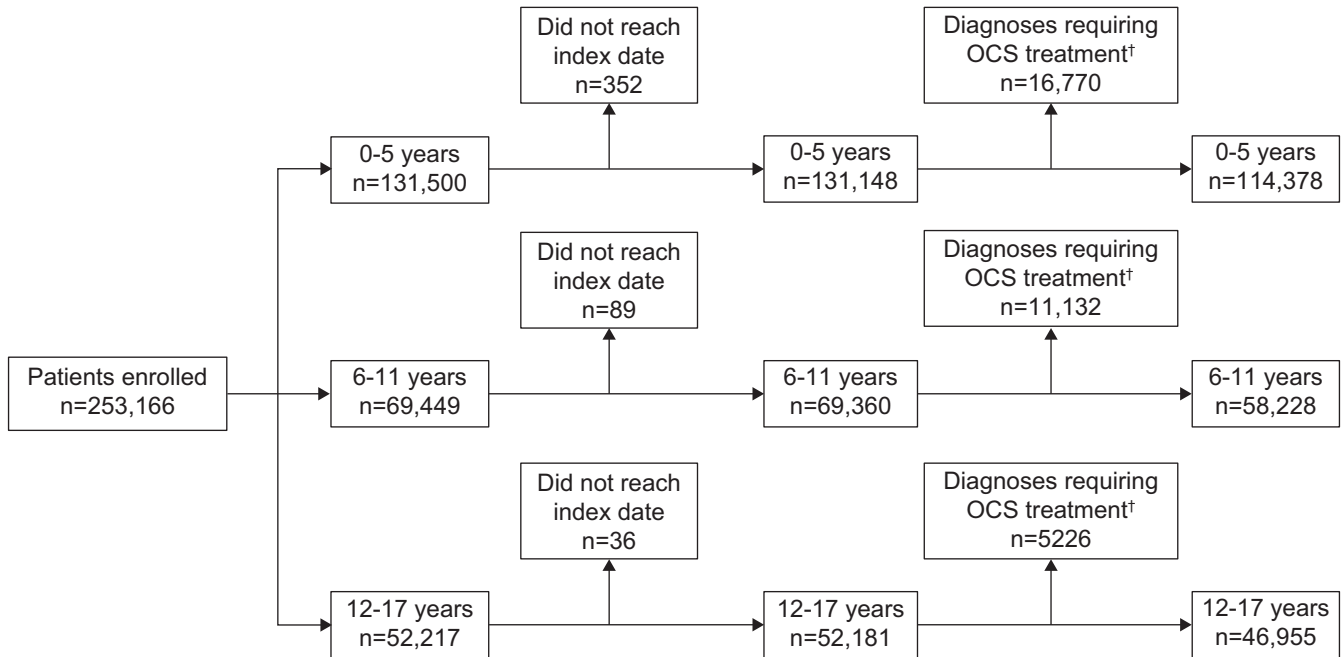 Patients enrolled
n=253,166
Did not reach
index date
n=352
Diagnoses requiring
OCS treatment†
n=16,770
0-5 years
n=131,500
0-5 years
n=131,148
0-5 years
n=114,378
Did not reach
index date
n=89
Diagnoses requiring
OCS treatment†
n=11,132
6-11 years
n=69,449
6-11 years
n=69,360
6-11 years
n=58,228
Did not reach
index date
n=36
Diagnoses requiring
OCS treatment†
n=5226
12-17 years
n=52,217
12-17 years
n=52,181
12-17 years
n=46,955